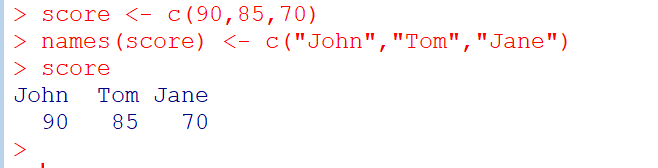 > score <- c(90,85,70)
> names(score) <- c("John","Tom","Jane")
> score
John  Tom Jane
  90   85   70
>